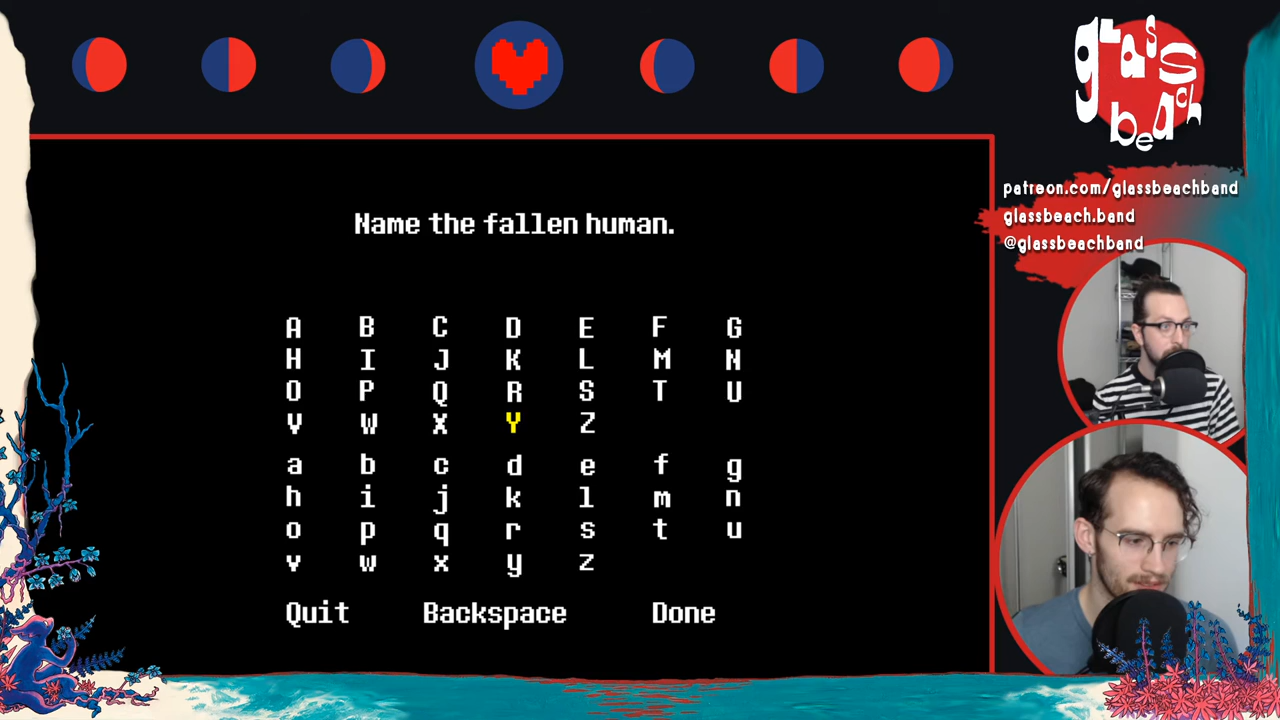 glass
beach
patreon.com/glassbeachband
glassbeach.band
@glassbeachband
Name the fallen human.
A B C D E F G
H I J K L M N
O P Q R S T U
V W X Y Z
a b c d e f g
h i j k l m n
o p q r s t u
v w x y z
Quit Backspace Done